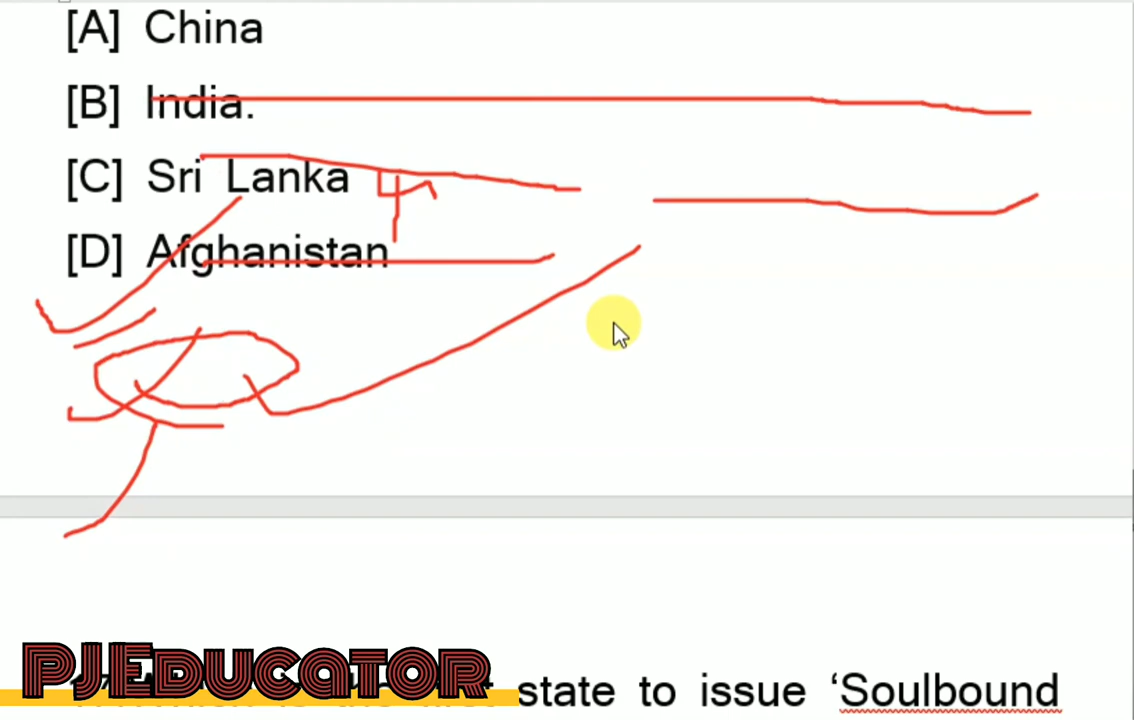 [A] China
[B] India.
[C] Sri Lanka
[D] Afghanistan
PJEDUCATOR
state to issue ‘Soulbound